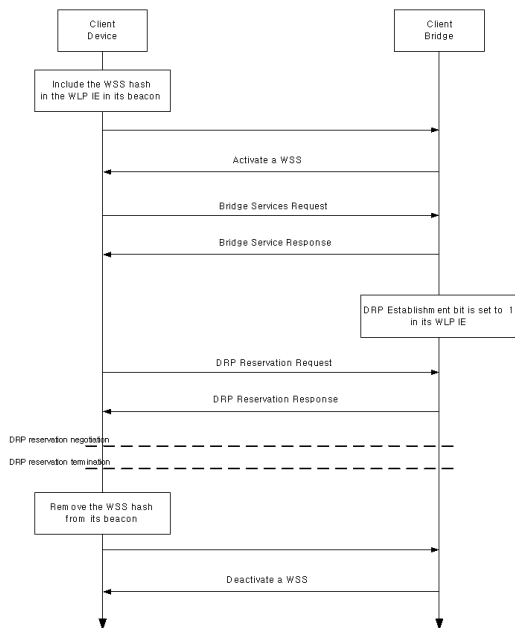 Client
Device
Client
Bridge
Include the WSS hash
in the WLP IE in its beacon
Activate a WSS
Bridge Services Request
Bridge Service Response
DRP Establishment bit is set to 1
in its WLP IE
DRP Reservation Request
DRP Reservation Response
DRP reservation negotiation
DRP reservation termination
Remove the WSS hash
from its beacon
Deactivate a WSS